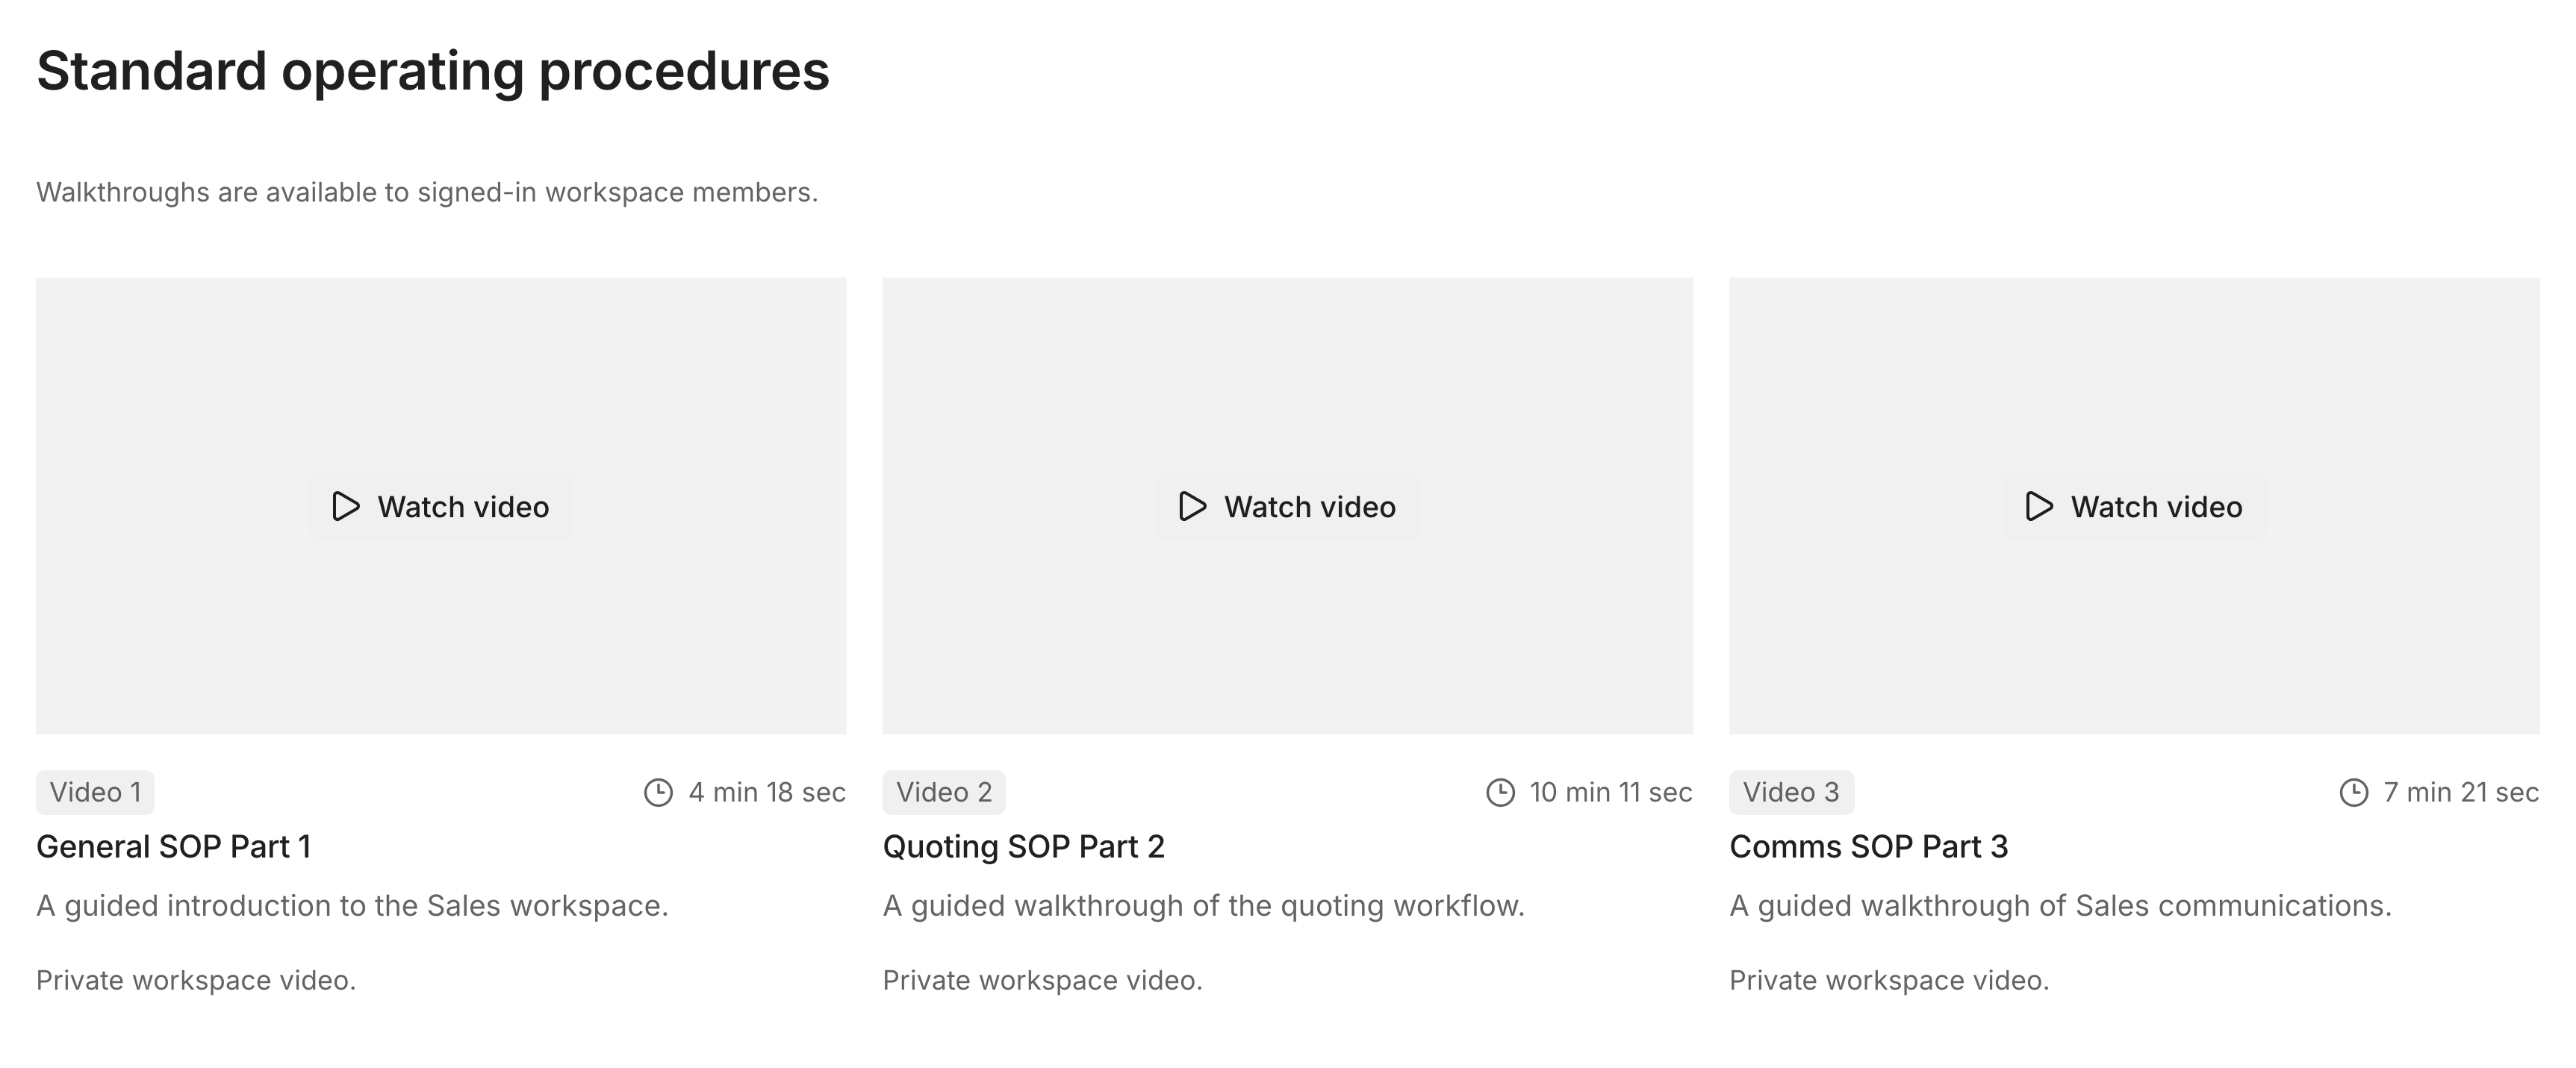 Standard operating procedures
Walkthroughs are available to signed-in workspace members.
Watch video
Watch video
Watch video
Video 1
4 min 18 sec
Video 2
10 min 11 sec
Video 3
7 min 21 sec
General SOP Part 1
Quoting SOP Part 2
Comms SOP Part 3
A guided introduction to the Sales workspace.
A guided walkthrough of the quoting workflow.
A guided walkthrough of Sales communications.
Private workspace video.
Private workspace video.
Private workspace video.